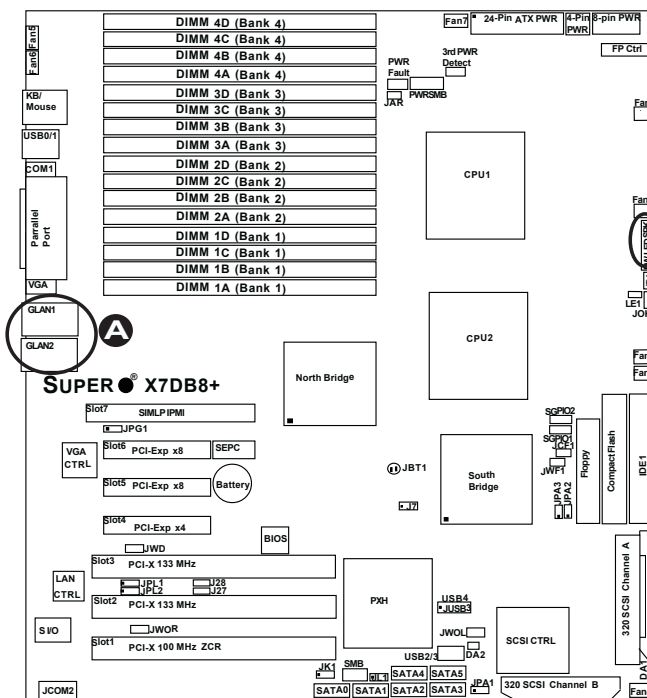 Fan5
Fan6
KB/
Mouse
USB0/1
COM1
Parrallel
Port
VGA
GLAN1
GLAN2
A
DIMM 4D (Bank 4)
DIMM 4C (Bank 4)
DIMM 4B (Bank 4)
DIMM 4A (Bank 4)
DIMM 3D (Bank 3)
DIMM 3C (Bank 3)
DIMM 3B (Bank 3)
DIMM 3A (Bank 3)
DIMM 2D (Bank 2)
DIMM 2C (Bank 2)
DIMM 2B (Bank 2)
DIMM 2A (Bank 2)
DIMM 1D (Bank 1)
DIMM 1C (Bank 1)
DIMM 1B (Bank 1)
DIMM 1A (Bank 1)
Fan7
24-Pin ATX PWR
4-Pin
PWR
8-pin PWR
FP Ctrl
PWR
Fault
JAR
PWRSMB
3rd PWR
Detect
Fan
CPU1
Fan
LE1
JOH
CPU2
Fan
Fan
SUPER ® X7DB8+
North Bridge
Slot7
SIMLP IPMI
JPG1
VGA
CTRL
Slot6 PCI-Exp x8
SEPC
Slot5 PCI-Exp x8
Battery
Slot4
PCI-Exp x4
JBT1
J7
South
Bridge
SGPIO2
SGPIO1
JCF1
JWF1
JPA3
JPA2
Floppy
CompactFlash
IDE1
BIOS
JWD
Slot3
PCI-X 133 MHz
LAN
CTRL
JPL1
JPL2
J28
J27
Slot2
PCI-X 133 MHz
S I/O
JWOR
Slot1
PCI-X 100 MHz ZCR
PXH
USB4
JUSB3
JWOL
USB2/3
DA2
SCSI CTRL
320 SCSI Channel A
DA1
JCOM2
JK1
SMB
JL1
SATA4
SATA5
SATA0
SATA1
SATA2
SATA3
JPA1
320 SCSI Channel B
Fan